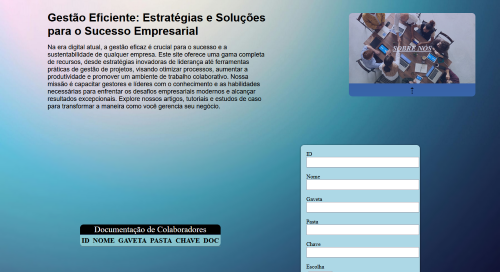 Gestão Eficiente: Estratégias e Soluções
para o Sucesso Empresarial
Na era digital atual, a gestão eficaz é crucial para o sucesso e a
sustentabilidade de qualquer empresa. Este site oferece uma gama completa
de recursos, desde estratégias inovadoras de liderança até ferramentas
práticas de gestão de projetos, visando otimizar processos, aumentar a
produtividade e promover um ambiente de trabalho colaborativo. Nossa
missão é capacitar gestores e líderes com o conhecimento e as habilidades
necessárias para enfrentar os desafios empresariais modernos e alcançar
resultados excepcionais. Explore nossos artigos, tutoriais e estudos de caso
para transformar a maneira como você gerencia seu negócio.
SOBRE NÓS
↑
ID
Nome
Gaveta
Pasta
Chave
Escolha
Documentação de Colaboradores
ID NOME GAVETA PASTA CHAVE DOC